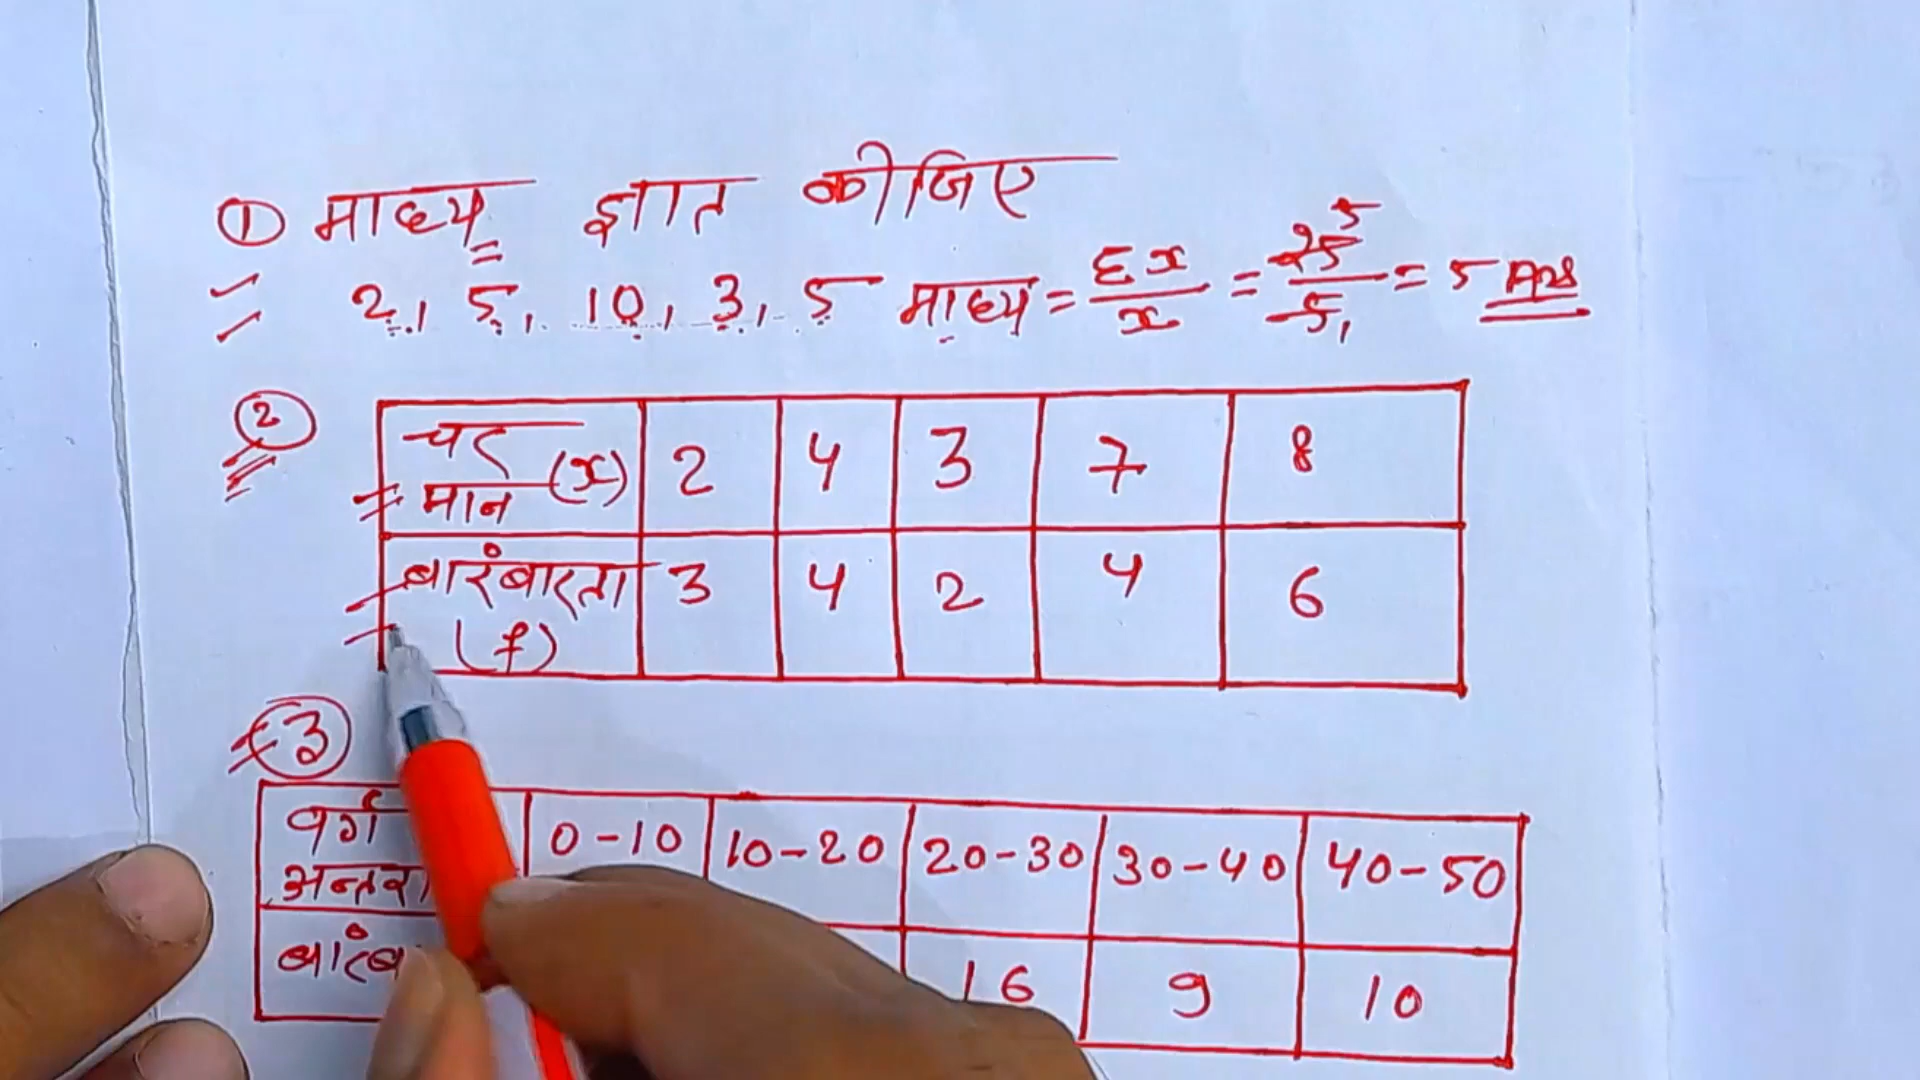 ① माध्य ज्ञात कीजिए
2, 5, 10, 3, 5 माध्य = Σx/x = 25/5 = 5 Ans
5
1
②
चर मान (x) 2 4 3 7 8
बारंबारता (f) 3 4 2 4 6
③
वर्ग 0-10 10-20 20-30 30-40 40-50
16 9 10